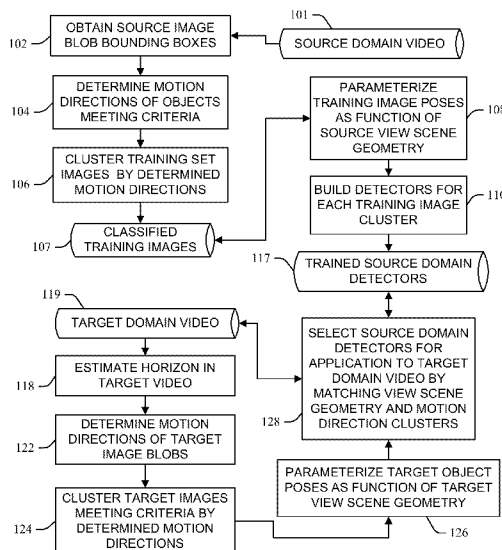 101
102
OBTAIN SOURCE IMAGE
BLOB BOUNDING BOXES
SOURCE DOMAIN VIDEO
104
DETERMINE MOTION
DIRECTIONS OF OBJECTS
MEETING CRITERIA
PARAMETERIZE
TRAINING IMAGE POSES
AS FUNCTION OF
SOURCE VIEW SCENE
GEOMETRY
106
CLUSTER TRAINING SET
IMAGES BY DETERMINED
MOTION DIRECTIONS
BUILD DETECTORS FOR
EACH TRAINING IMAGE
CLUSTER
107
CLASSIFIED
TRAINING IMAGES
117
TRAINED SOURCE DOMAIN
DETECTORS
119
TARGET DOMAIN VIDEO
118
ESTIMATE HORIZON IN
TARGET VIDEO
SELECT SOURCE DOMAIN
DETECTORS FOR
APPLICATION TO TARGET
DOMAIN VIDEO BY
MATCHING VIEW SCENE
GEOMETRY AND MOTION
DIRECTION CLUSTERS
128
122
DETERMINE MOTION
DIRECTIONS OF TARGET
IMAGE BLOBS
124
CLUSTER TARGET IMAGES
MEETING CRITERIA BY
DETERMINED MOTION
DIRECTIONS
PARAMETERIZE TARGET OBJECT
POSES AS FUNCTION OF TARGET
VIEW SCENE GEOMETRY
126